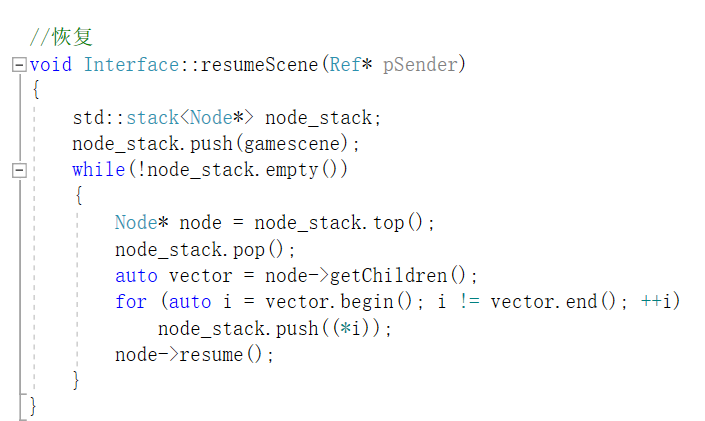 //恢复
void Interface::resumeScene(Ref* pSender)
{
    std::stack<Node*> node_stack;
    node_stack.push(gamescene);
    while(!node_stack.empty())
    {
        Node* node = node_stack.top();
        node_stack.pop();
        auto vector = node->getChildren();
        for (auto i = vector.begin(); i != vector.end(); ++i)
            node_stack.push((*i));
        node->resume();
    }
}